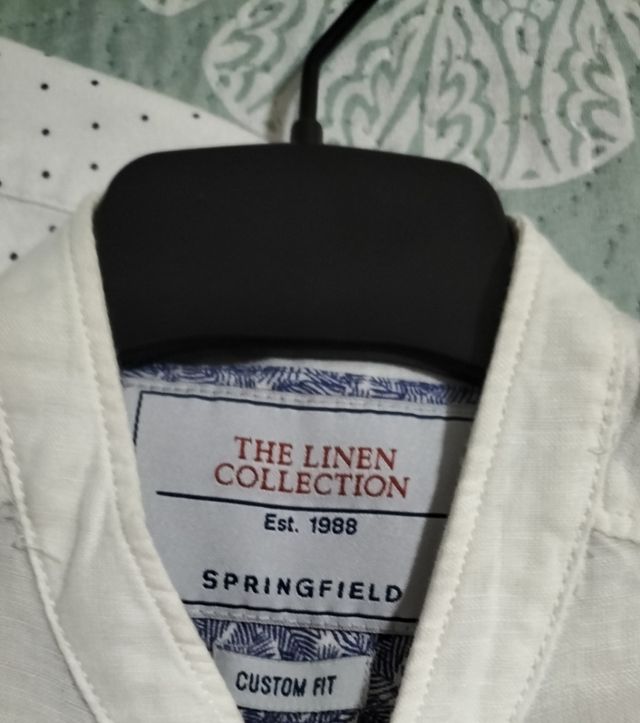 THE LINEN
COLLECTION
Est. 1988
SPRINGFIELD
CUSTOM FIT